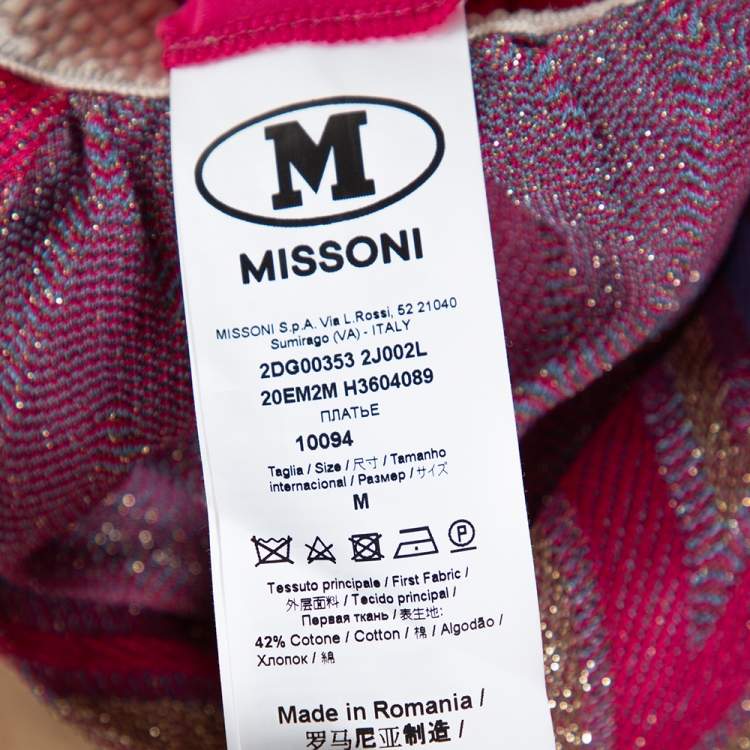 M
MISSONI
MISSONI S.p.A. Via L.Rossi, 52 21040
Sumirago (VA) - ITALY
2DG00353 2J002L
20EM2M H3604089
ПЛАТЬЕ
10094
Taglia / Size / 尺寸 / Tamanho
internacional / Размер / サイズ
M
P
Tessuto principale / First Fabric /
外层面料 / Tecido principal /
Первая ткань / 表生地:
42% Cotone / Cotton / 棉 / Algodão /
Хлопок / 綿
Made in Romania /
罗马尼亚制造 /